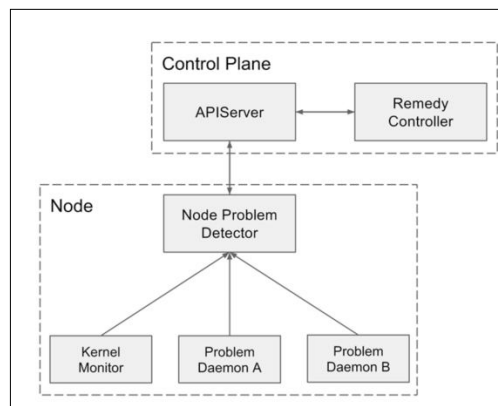 Control Plane
APIServer
Remedy
Controller
Node
Node Problem
Detector
Kernel
Monitor
Problem
Daemon A
Problem
Daemon B